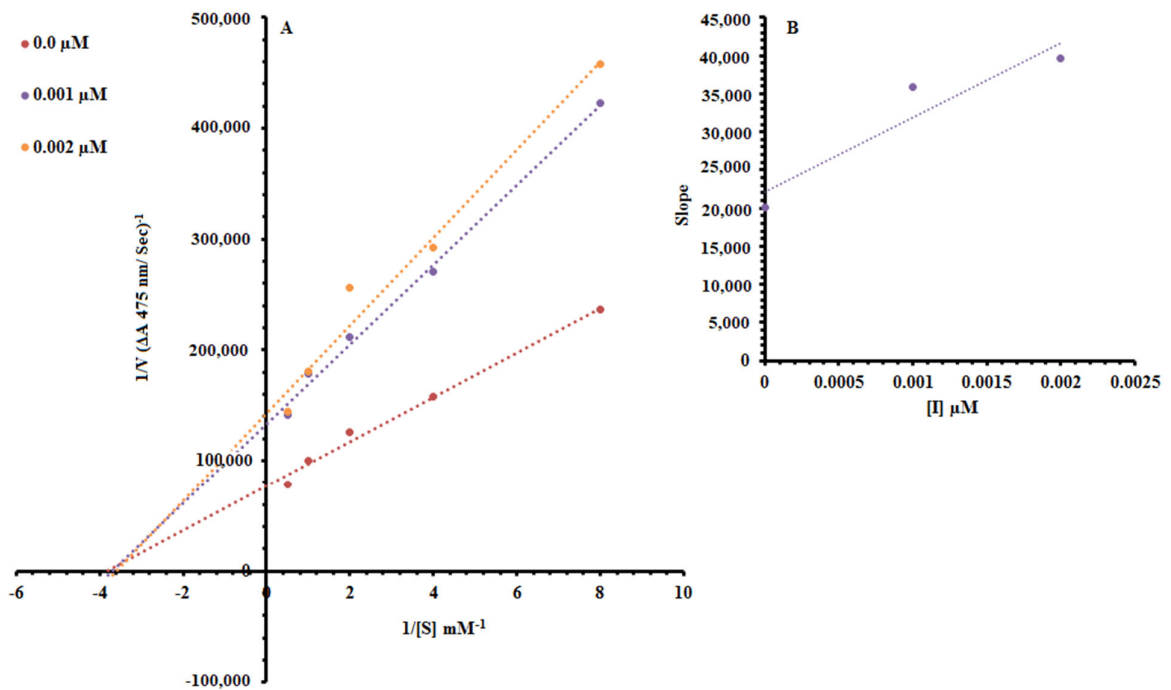 A
0.0 µM
0.001 µM
0.002 µM
500,000
400,000
300,000
200,000
100,000
0
-100,000
1/V (ΔA 475 nm/ Sec)-1
-6 -4 -2 0 2 4 6 8 10
1/[S] mM-1
B
45,000
40,000
35,000
30,000
25,000
20,000
15,000
10,000
5,000
0
Slope
0 0.0005 0.001 0.0015 0.002 0.0025
[I] µM